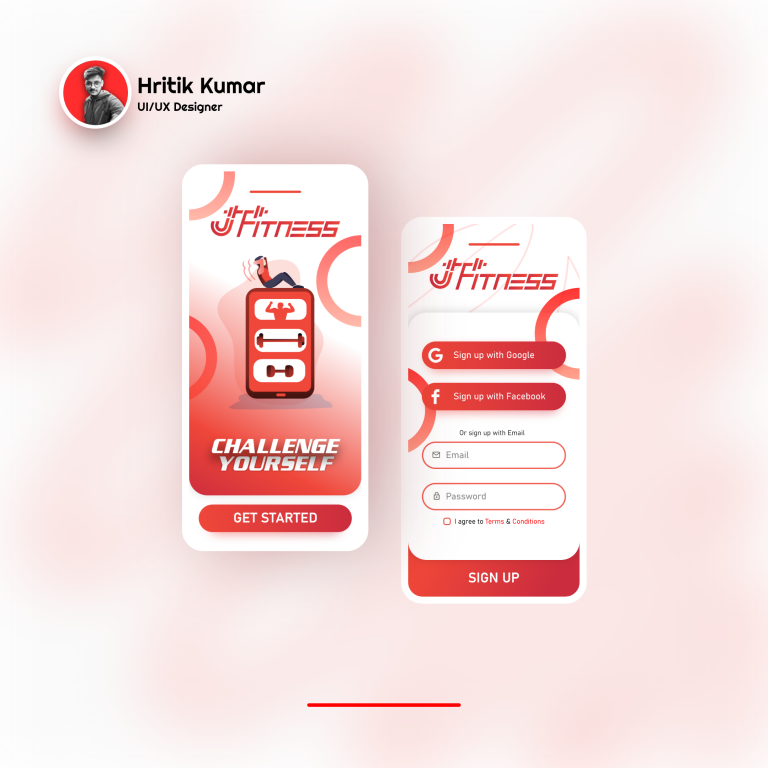 Hritik Kumar
UI/UX Designer
FITNESS
CHALLENGE
YOURSELF
GET STARTED
FITNESS
Sign up with Google
Sign up with Facebook
Or sign up with Email
Email
Password
I agree to Terms & Conditions
SIGN UP